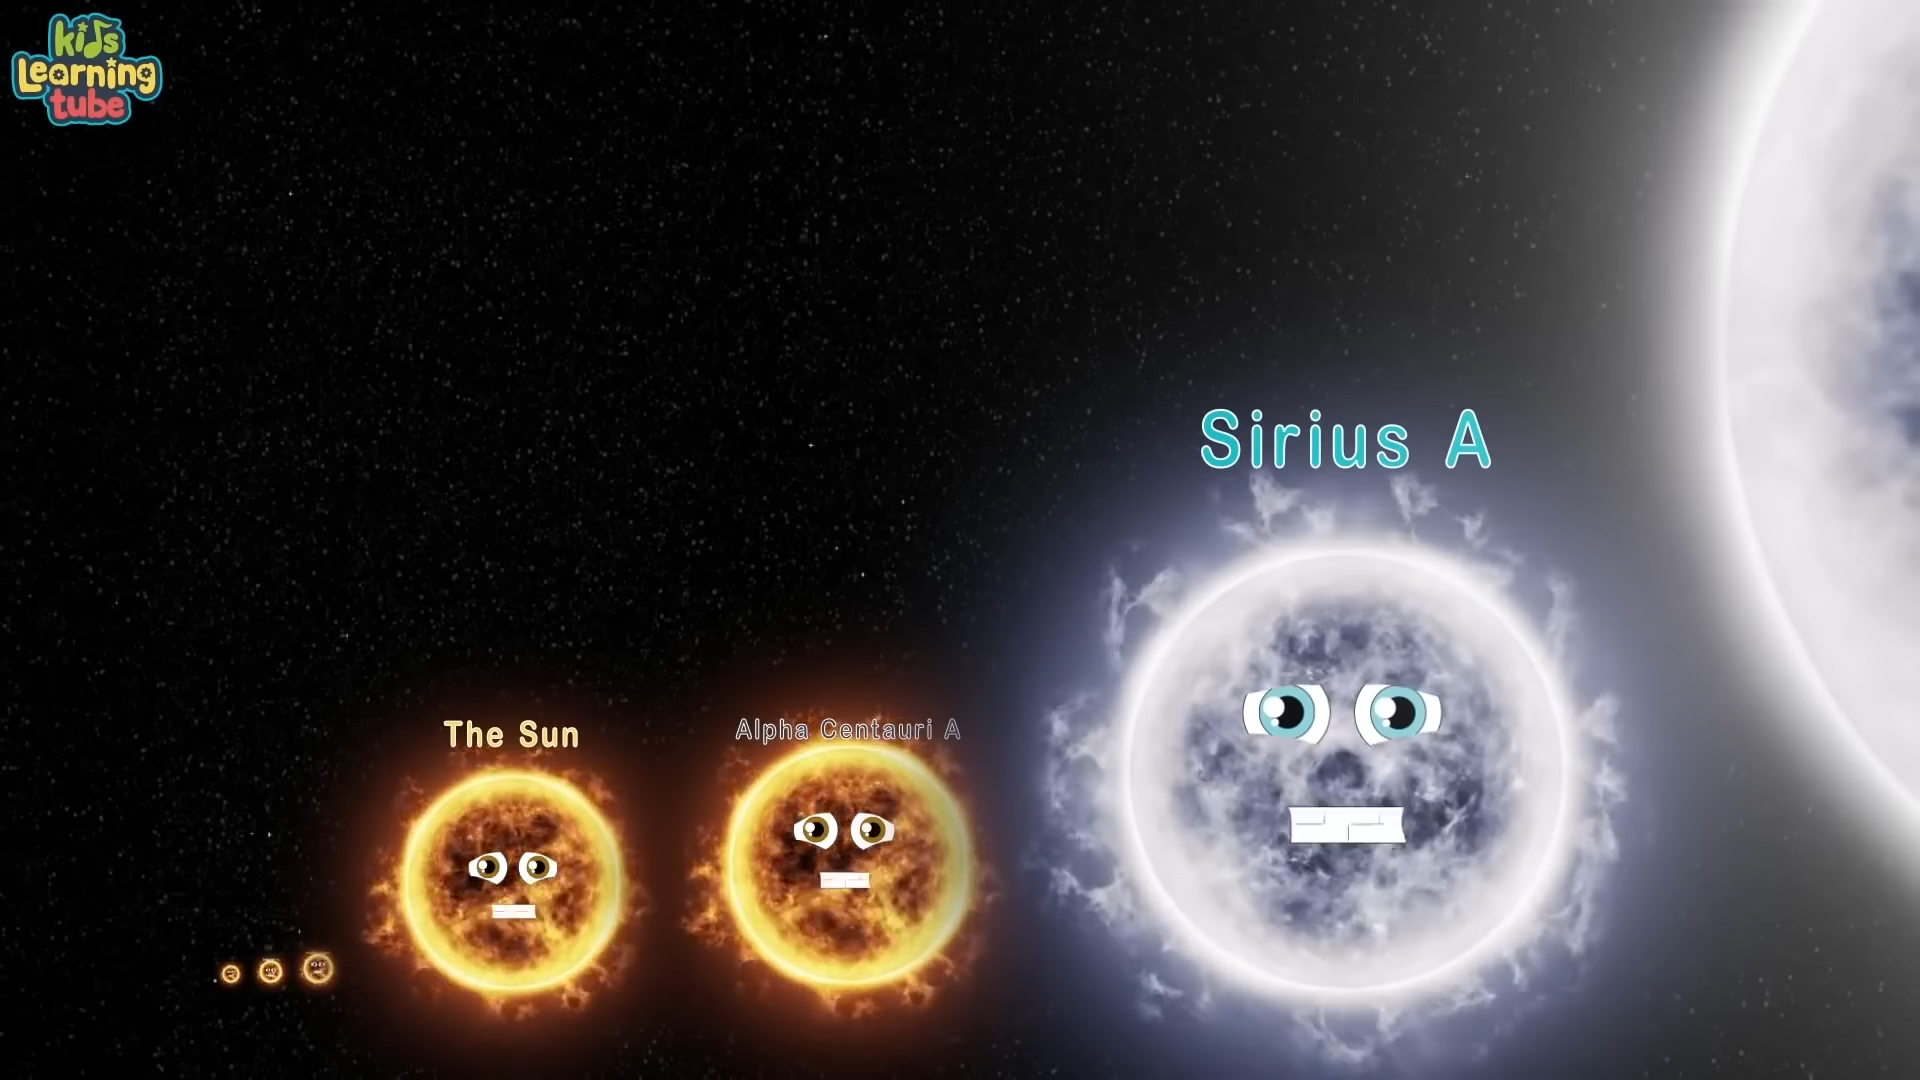 kids
Learning
tube
Sirius A
The Sun
Alpha Centauri A